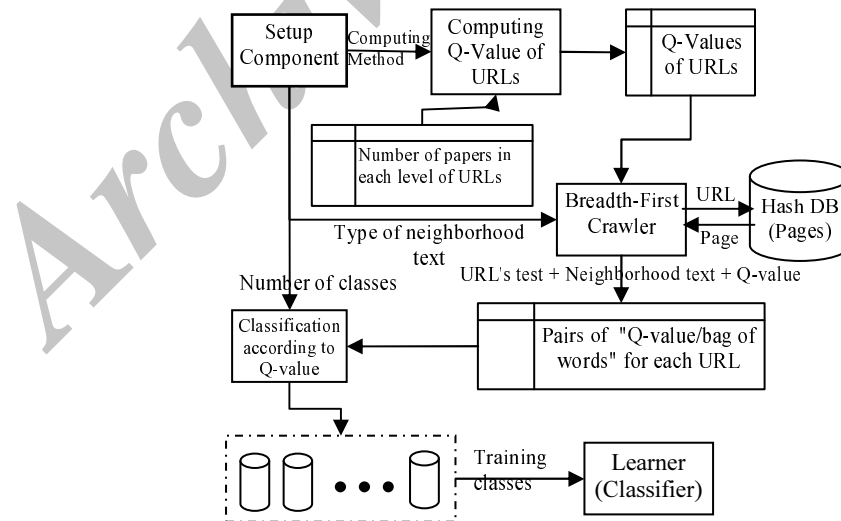 Setup
Component
Computing
Method
Computing
Q-Value of
URLs
Q-Values
of URLs
Number of papers in
each level of URLs
Breadth-First
Crawler
URL
Page
Hash DB
(Pages)
Type of neighborhood
text
URL's test + Neighborhood text + Q-value
Number of classes
Classification
according to
Q-value
Pairs of "Q-value/bag of
words" for each URL
Training
classes
Learner
(Classifier)